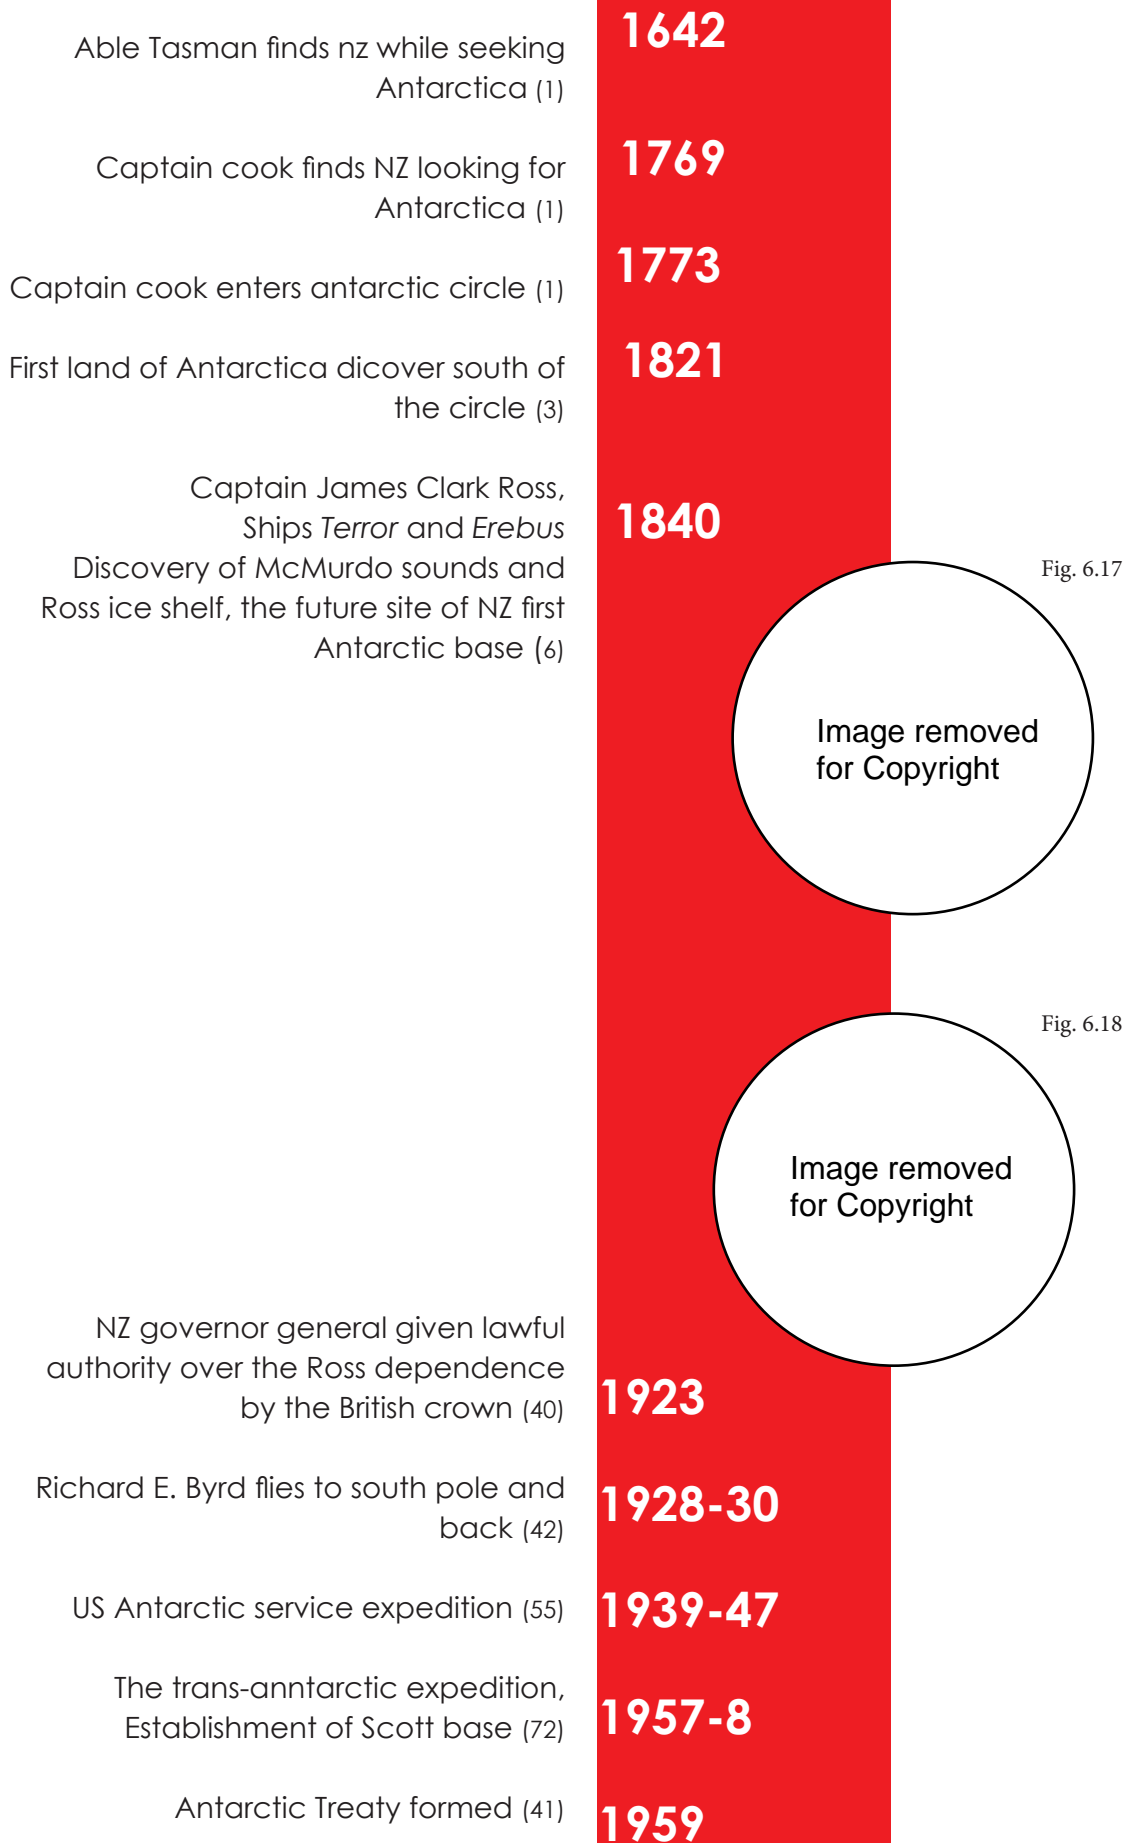 1642
Able Tasman finds nz while seeking
Antarctica (1)
1769
Captain cook finds NZ looking for
Antarctica (1)
1773
Captain cook enters antarctic circle (1)
1821
First land of Antarctica dicover south of
the circle (3)
1840
Captain James Clark Ross,
Ships Terror and Erebus
Discovery of McMurdo sounds and
Ross ice shelf, the future site of NZ first
Antarctic base (6)
Fig. 6.17
Image removed
for Copyright
Fig. 6.18
Image removed
for Copyright
NZ governor general given lawful
authority over the Ross dependence
by the British crown (40)
1923
Richard E. Byrd flies to south pole and
back (42)
1928-30
US Antarctic service expedition (55)
1939-47
The trans-anntarctic expedition,
Establishment of Scott base (72)
1957-8
Antarctic Treaty formed (41)
1959